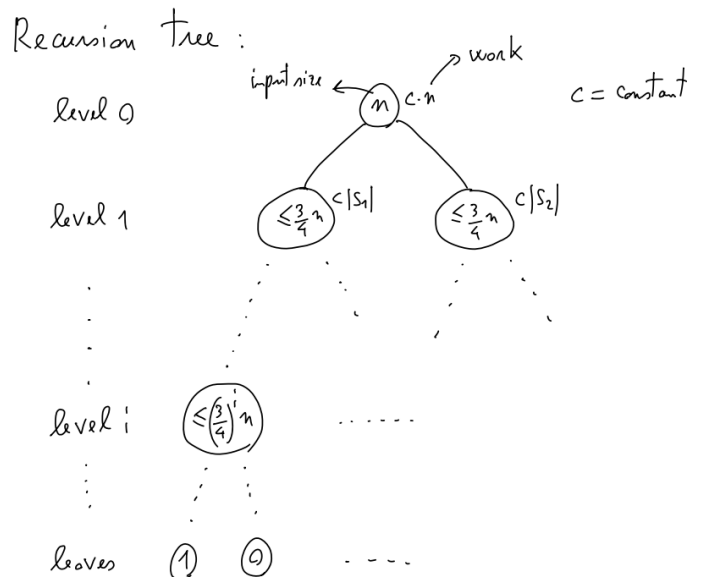 Recursion Tree :
input size
work
level 0
n
c·n
c = constant
level 1
≤ 3/4 n
c|S₁|
≤ 3/4 n
c|S₂|
level i
≤ (3/4)ⁱ n
leaves
1
0